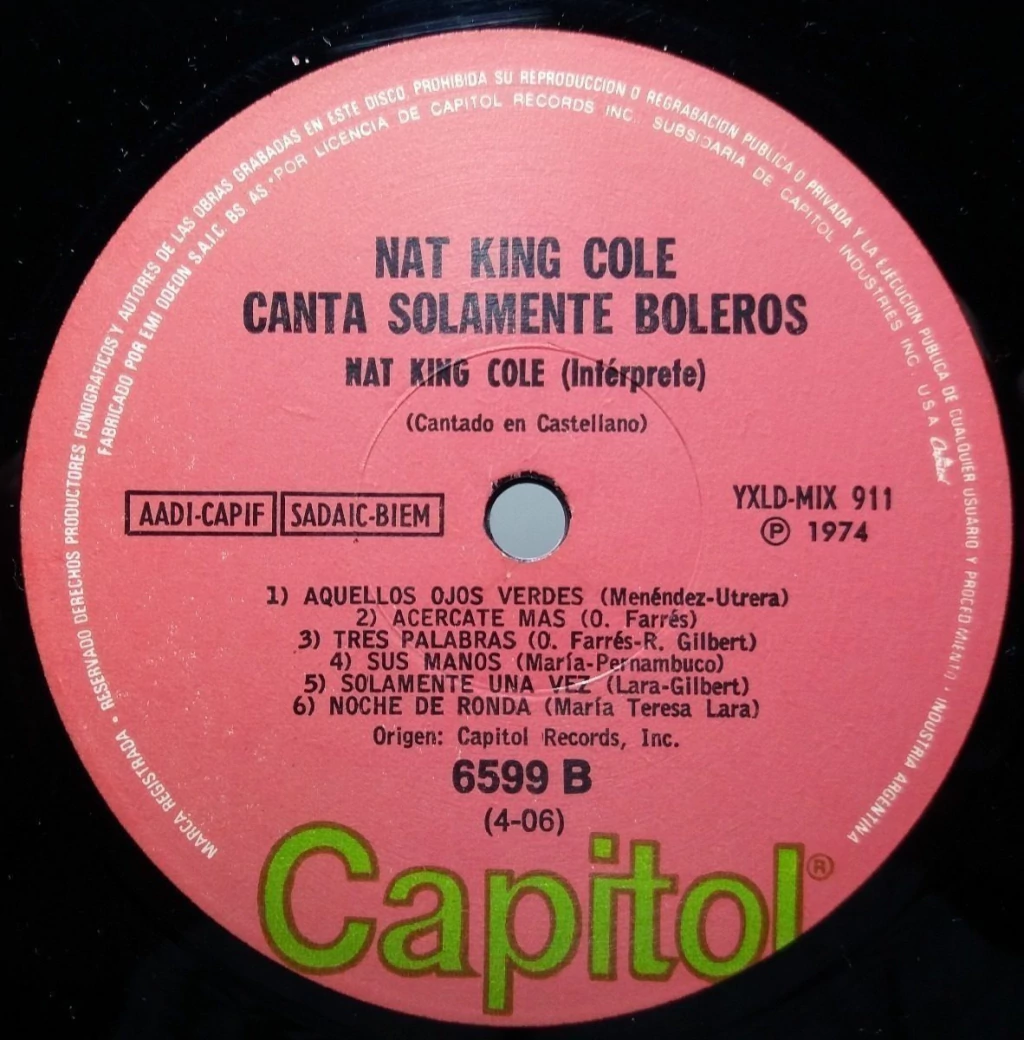 MARCA REGISTRADA • RESERVADO DERECHOS PRODUCTORES FONOGRAFICOS Y AUTORES DE LAS OBRAS GRABADAS EN ESTE DISCO. PROHIBIDA SU REPRODUCCION O REGRABACION PUBLICA O PRIVADA Y LA EJECUCION PUBLICA DE CUALQUIER USUARIO Y PROCEDIMIENTO • INDUSTRIA ARGENTINA
FABRICADO POR EMI ODEON S.A.I.C. BS. AS • POR LICENCIA DE CAPITOL RECORDS INC. SUBSIDIARIA DE CAPITOL INDUSTRIES INC. U.S.A. Capitol
NAT KING COLE
CANTA SOLAMENTE BOLEROS
NAT KING COLE (Intérprete)
(Cantado en Castellano)
AADI-CAPIF SADAIC-BIEM
YXLD-MIX 911
Ⓟ 1974
1) AQUELLOS OJOS VERDES (Menéndez-Utrera)
2) ACERCATE MAS (O. Farrés)
3) TRES PALABRAS (O. Farrés-R. Gilbert)
4) SUS MANOS (María-Pernambuco)
5) SOLAMENTE UNA VEZ (Lara-Gilbert)
6) NOCHE DE RONDA (María Teresa Lara)
Origen: Capitol Records, Inc.
6599 B
(4-06)
Capitol®